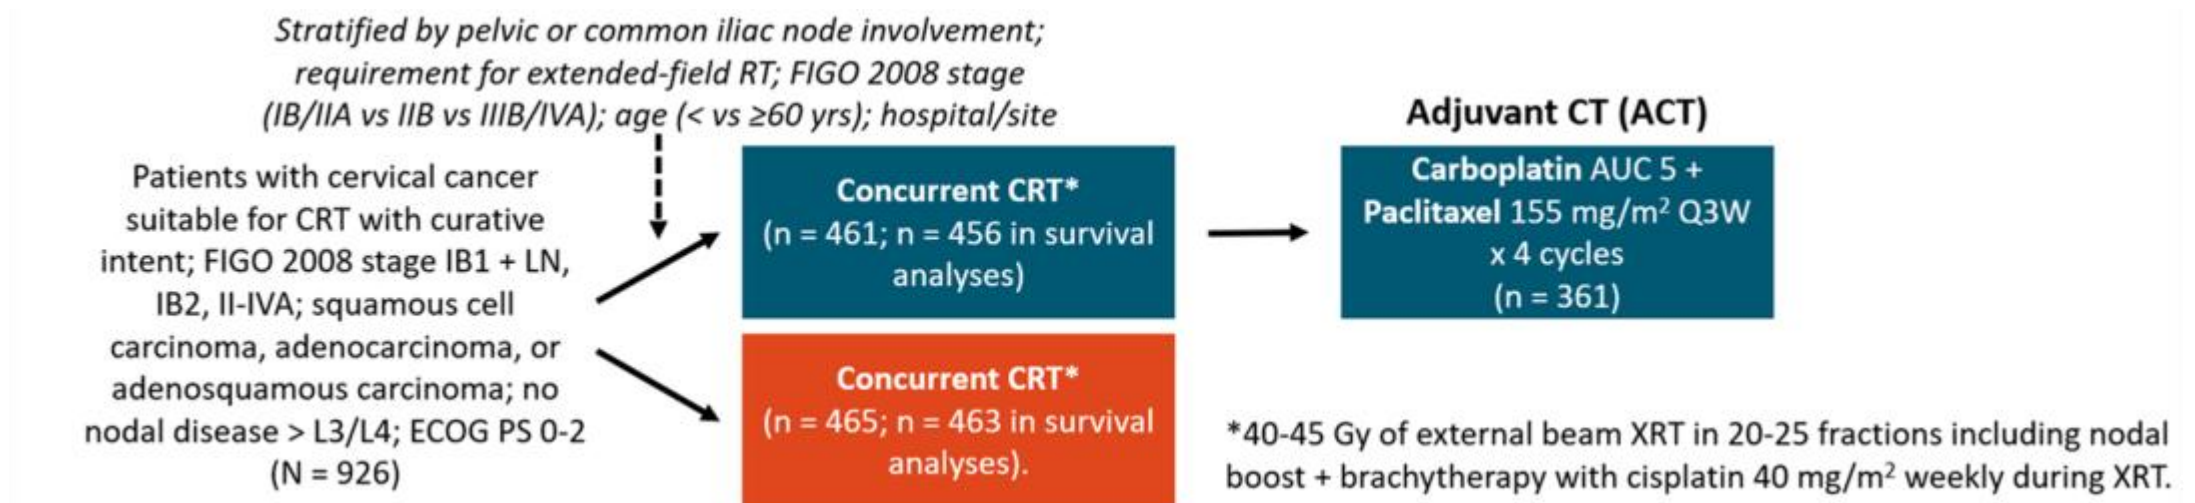 Stratified by pelvic or common iliac node involvement;
requirement for extended-field RT; FIGO 2008 stage
(IB/IIA vs IIB vs IIIB/IVA); age (< vs ≥60 yrs); hospital/site
Patients with cervical cancer
suitable for CRT with curative
intent; FIGO 2008 stage IB1 + LN,
IB2, II-IVA; squamous cell
carcinoma, adenocarcinoma, or
adenosquamous carcinoma; no
nodal disease > L3/L4; ECOG PS 0-2
(N = 926)
Concurrent CRT*
(n = 461; n = 456 in survival
analyses)
Concurrent CRT*
(n = 465; n = 463 in survival
analyses).
Adjuvant CT (ACT)
Carboplatin AUC 5 +
Paclitaxel 155 mg/m² Q3W
x 4 cycles
(n = 361)
*40-45 Gy of external beam XRT in 20-25 fractions including nodal
boost + brachytherapy with cisplatin 40 mg/m² weekly during XRT.